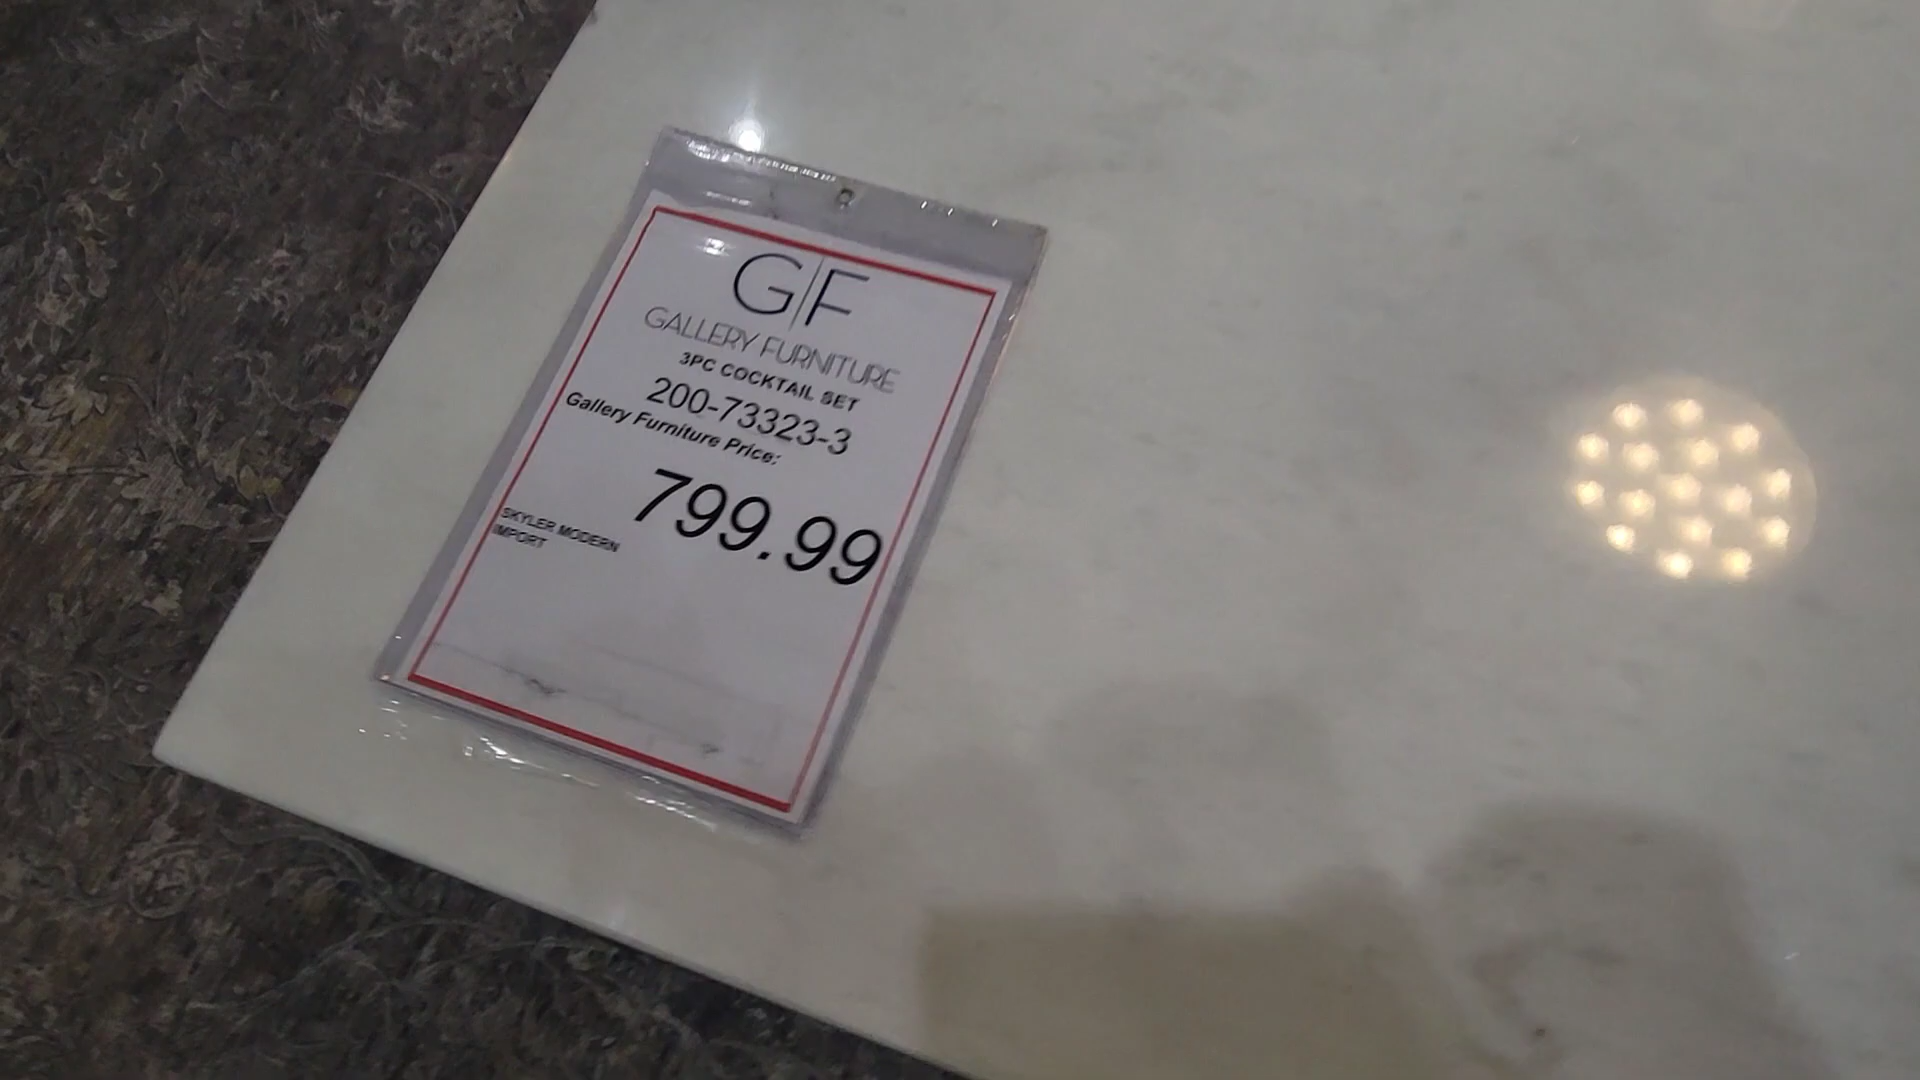 G|F
GALLERY FURNITURE
3PC COCKTAIL SET
200-73323-3
Gallery Furniture Price:
799.99
SKYLER MODERN
IMPORT